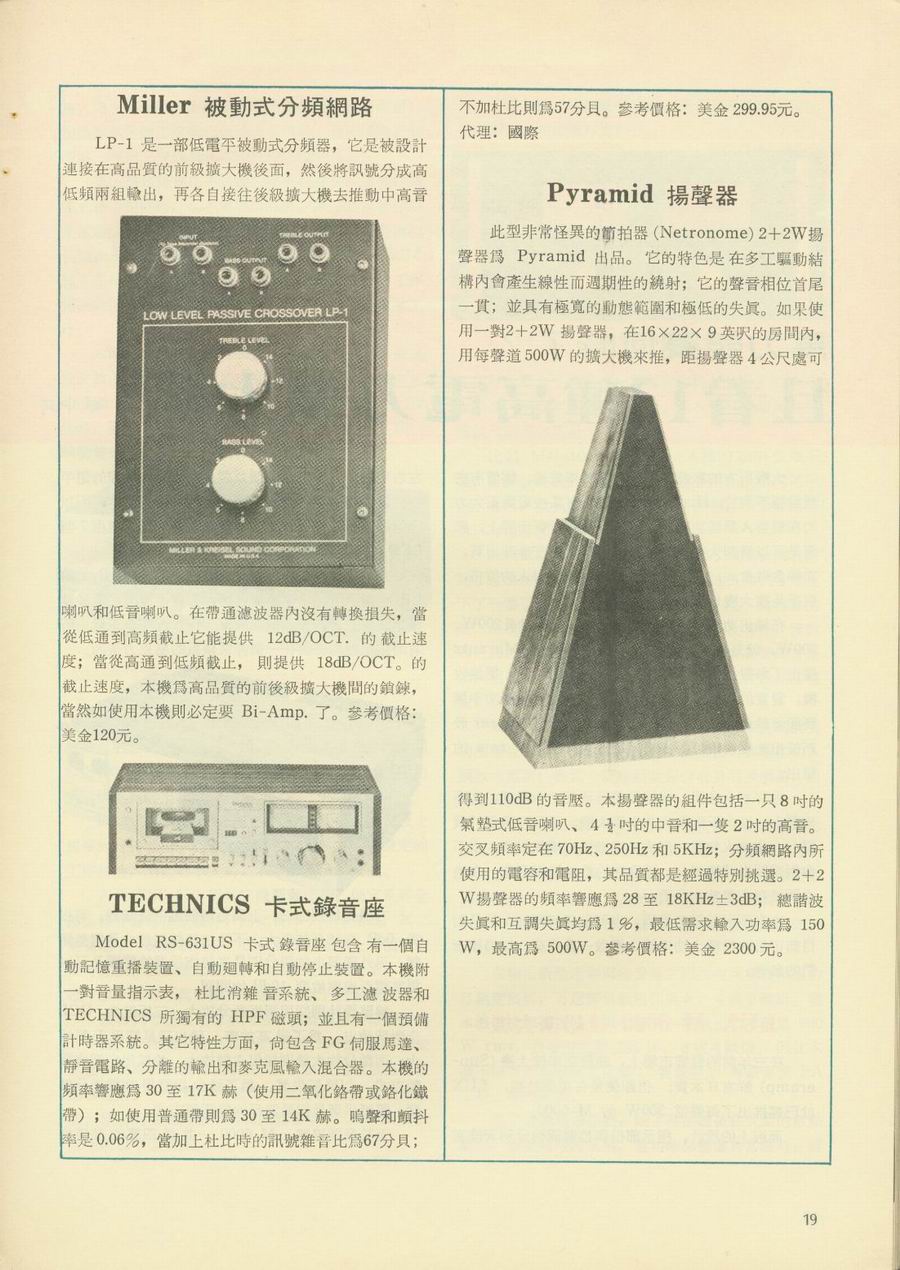 Miller 被動式分頻網路
LP-1 是一部低電平被動式分頻器，它是被設計
連接在高品質的前級擴大機後面，然後將訊號分成高
低頻兩組輸出，再各自接往後級擴大機去推動中高音
INPUT
TREBLE OUTPUT
BASS OUTPUT
LOW LEVEL PASSIVE CROSSOVER LP-1
TREBLE LEVEL
BASS LEVEL
MILLER & KREISEL SOUND CORPORATION
MADE IN U.S.A.
喇叭和低音喇叭。在帶通濾波器內沒有轉換損失，當
從低通到高頻截止它能提供 12dB/OCT. 的截止速
度；當從高通到低頻截止，則提供 18dB/OCT。的
截止速度，本機爲高品質的前後級擴大機間的鎖鍊，
當然如使用本機則必定要 Bi-Amp. 了。參考價格：
美金120元。
TECHNICS 卡式錄音座
Model RS-631US 卡式錄音座包含有一個自
動記憶重播裝置、自動廻轉和自動停止裝置。本機附
一對音量指示表，杜比消雜音系統、多工濾波器和
TECHNICS 所獨有的 HPF 磁頭；並且有一個預備
計時器系統。其它特性方面，尙包含 FG 伺服馬達、
靜音電路、分離的輸出和麥克風輸入混合器。本機的
頻率響應爲 30 至 17K 赫（使用二氧化鉻帶或鉻化鐵
帶）；如使用普通帶則爲 30 至 14K 赫。嗚聲和顫抖
率是 0.06%，當加上杜比時的訊號雜音比爲67分貝；
不加杜比則爲57分貝。參考價格：美金 299.95元。
代理：國際
Pyramid 揚聲器
此型非常怪異的節拍器 (Netronome) 2+2W揚
聲器爲 Pyramid 出品。它的特色是在多工驅動結
構內會產生線性而週期性的繞射；它的聲音相位首尾
一貫；並具有極寬的動態範圍和極低的失眞。如果使
用一對2+2W 揚聲器，在16×22×9英呎的房間內，
用每聲道 500W 的擴大機來推，距揚聲器 4 公尺處可
得到110dB 的音壓。本揚聲器的組件包括一只 8 吋的
氣墊式低音喇叭、4 ½ 吋的中音和一隻 2 吋的高音。
交叉頻率定在 70Hz、250Hz 和 5KHz；分頻網路內所
使用的電容和電阻，其品質都是經過特別挑選。2+2
W揚聲器的頻率響應爲 28 至 18KHz±3dB；總諧波
失眞和互調失眞均爲 1 %，最低需求輸入功率爲 150
W，最高爲 500W。參考價格：美金 2300 元。
19